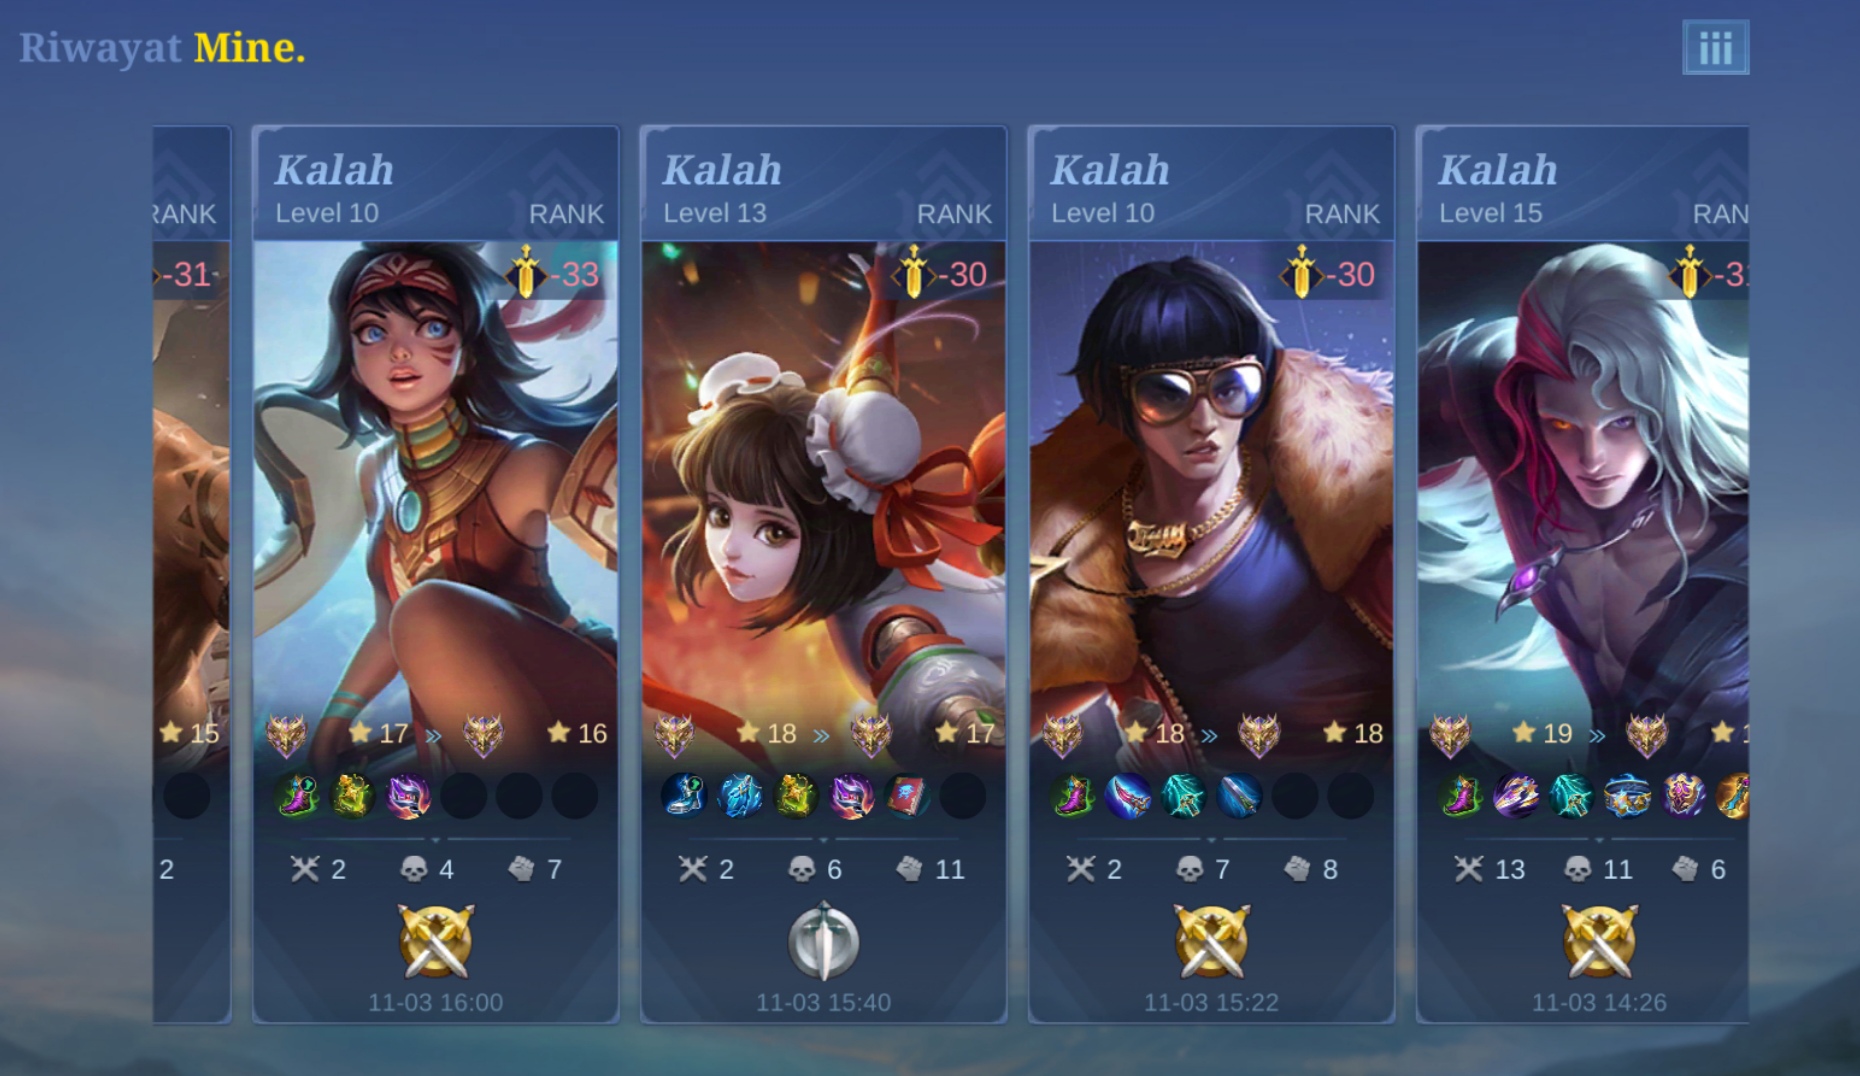 Riwayat Mine.
RANK
-31
15
2
Kalah
Level 10
RANK
-33
17 » 16
2 4 7
11-03 16:00
Kalah
Level 13
RANK
-30
18 » 17
2 6 11
11-03 15:40
Kalah
Level 10
RANK
-30
18 » 18
2 7 8
11-03 15:22
Kalah
Level 15
RAN
-31
19 » 1
13 11 6
11-03 14:26